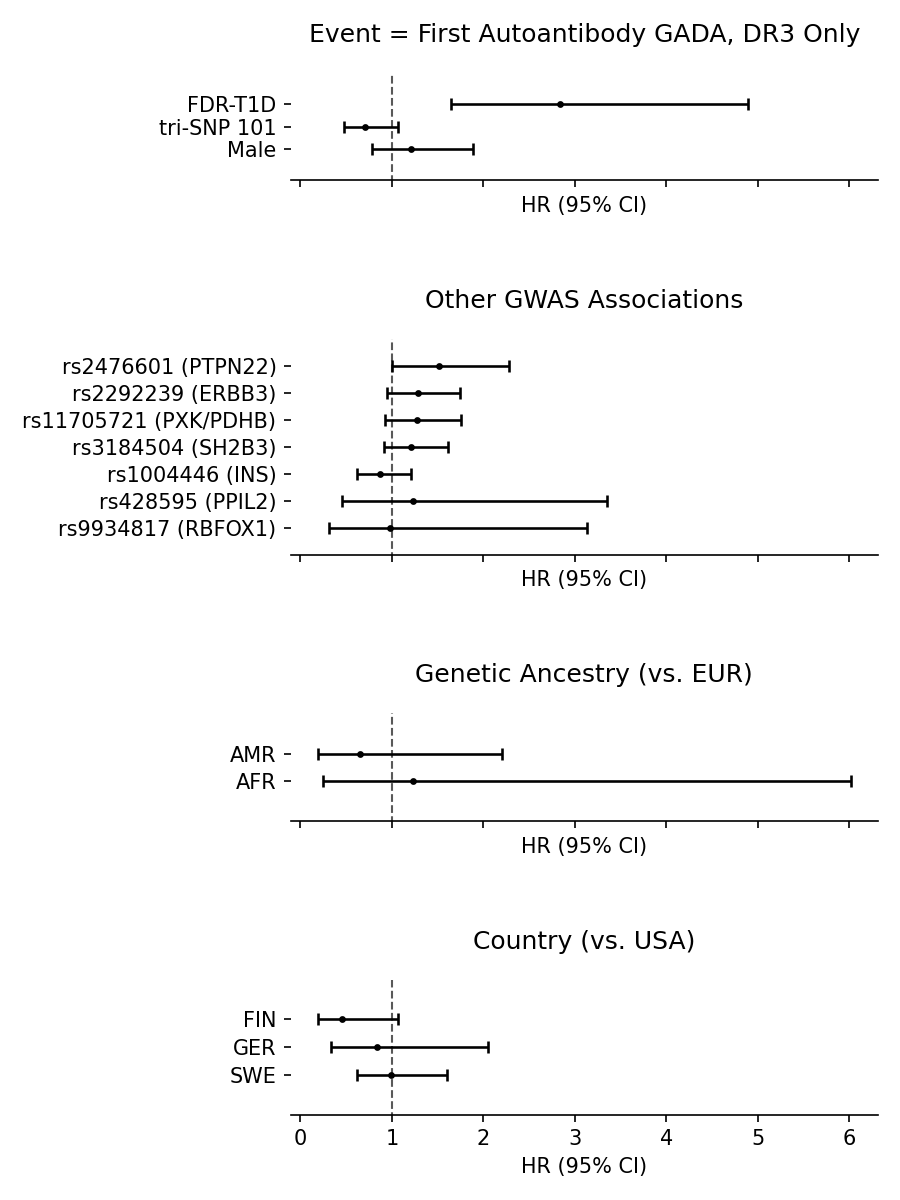 Event = First Autoantibody GADA, DR3 Only
FDR-T1D
tri-SNP 101
Male
HR (95% CI)
Other GWAS Associations
rs2476601 (PTPN22)
rs2292239 (ERBB3)
rs11705721 (PXK/PDHB)
rs3184504 (SH2B3)
rs1004446 (INS)
rs428595 (PPIL2)
rs9934817 (RBFOX1)
HR (95% CI)
Genetic Ancestry (vs. EUR)
AMR
AFR
HR (95% CI)
Country (vs. USA)
FIN
GER
SWE
0 1 2 3 4 5 6
HR (95% CI)